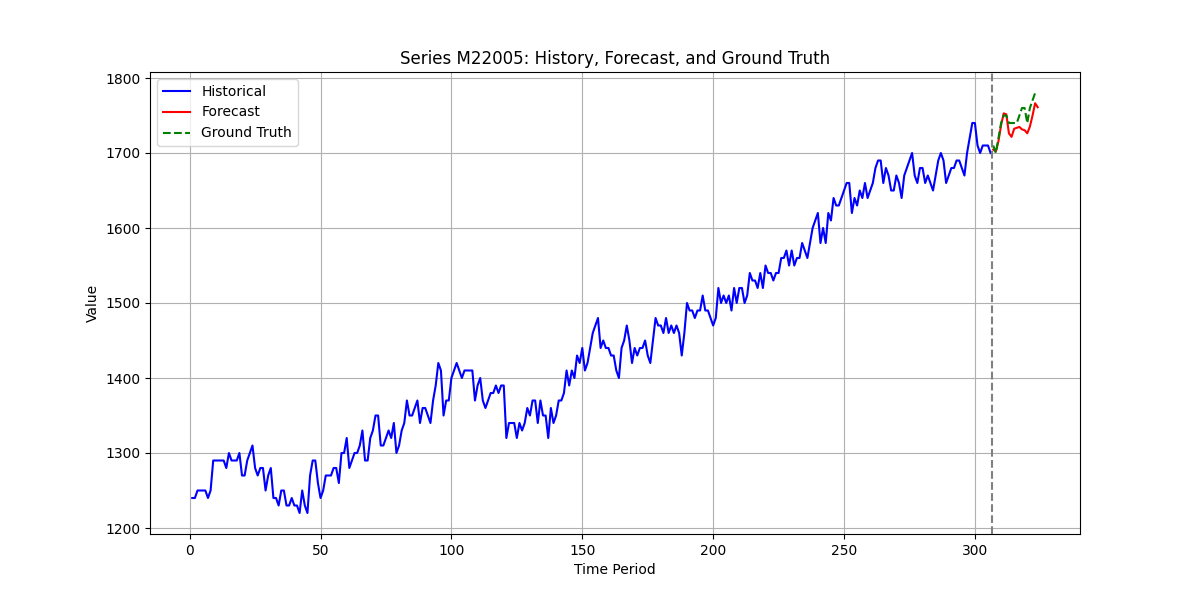 Series M22005: History, Forecast, and Ground Truth
Historical
Forecast
Ground Truth
Value
1800
1700
1600
1500
1400
1300
1200
0 50 100 150 200 250 300
Time Period